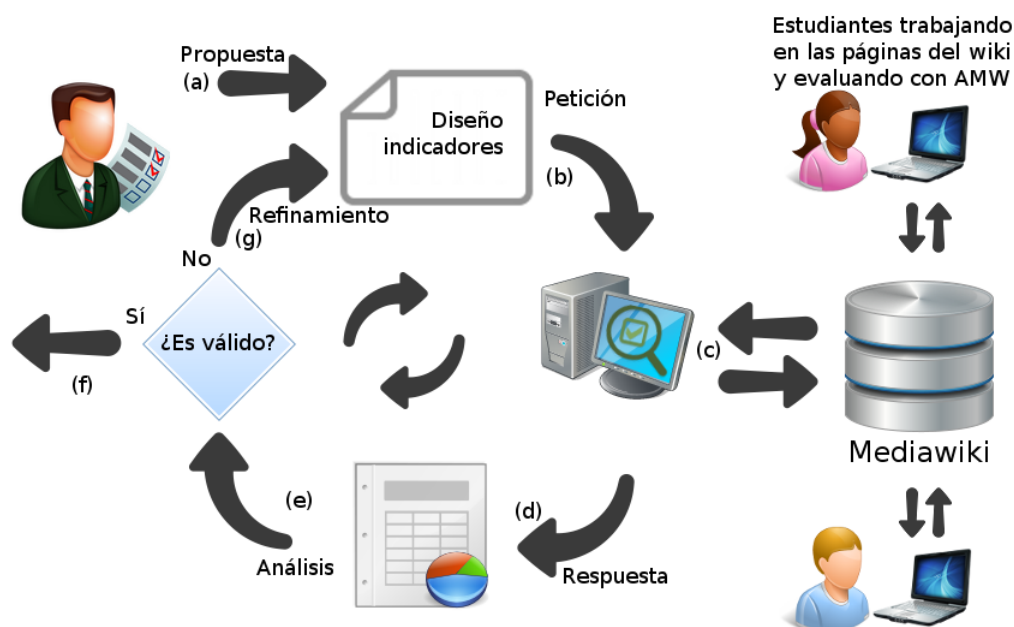 Propuesta
(a)
Diseño
indicadores
Petición
(b)
Estudiantes trabajando
en las páginas del wiki
y evaluando con AMW
Refinamiento
(g)
No
Sí
¿Es válido?
(f)
(c)
Mediawiki
(e)
(d)
Análisis
Respuesta